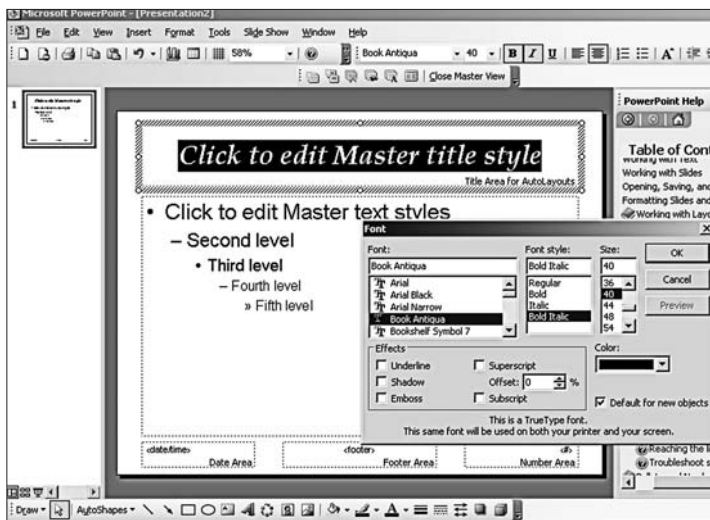 Microsoft PowerPoint - [Presentation2]
File Edit View Insert Format Tools Slide Show Window Help
58% Book Antiqua 40 B I U A
Close Master View
1
PowerPoint Help
Table of Cont
Working with Text
Working with Slides
Opening, Saving, and
Formatting Slides and
Working with Layo
Click to edit Master title style
Title Area for AutoLayouts
• Click to edit Master text styles
– Second level
• Third level
– Fourth level
» Fifth level
<date/time>
Date Area
<footer>
Footer Area
<#>
Number Area
Font
Font: Font style: Size:
Book Antiqua Bold Italic 40
Arial
Arial Black
Arial Narrow
Book Antiqua
Bookshelf Symbol 7
Regular
Bold
Italic
Bold Italic
36
40
44
48
54
OK
Cancel
Preview
Effects
Underline
Shadow
Emboss
Superscript
Offset: 0 %
Subscript
Color:
Default for new objects
This is a TrueType font.
This same font will be used on both your printer and your screen.
Reaching the li
Troubleshoot s
Draw AutoShapes A